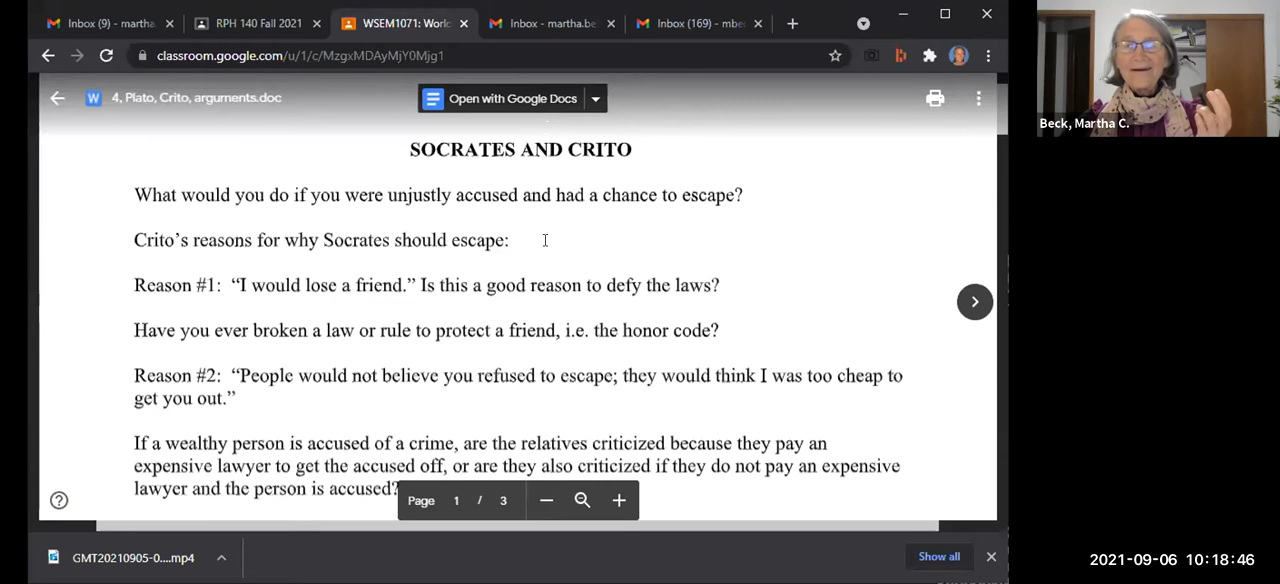 Inbox (9) - martha.
RPH 140 Fall 2021
WSEM1071: Worlc
Inbox - martha.be
Inbox (169) - mbe
classroom.google.com/u/1/c/MzgxMDAyMjY0Mjg1
4, Plato, Crito, arguments.doc
Open with Google Docs
Beck, Martha C.
SOCRATES AND CRITO
What would you do if you were unjustly accused and had a chance to escape?
Crito’s reasons for why Socrates should escape:
Reason #1:  “I would lose a friend.” Is this a good reason to defy the laws?
Have you ever broken a law or rule to protect a friend, i.e. the honor code?
Reason #2:  “People would not believe you refused to escape; they would think I was too cheap to
get you out.”
If a wealthy person is accused of a crime, are the relatives criticized because they pay an
expensive lawyer to get the accused off, or are they also criticized if they do not pay an expensive
lawyer and the person is accused?
Page 1 / 3
GMT20210905-0....mp4
Show all
2021-09-06 10:18:46